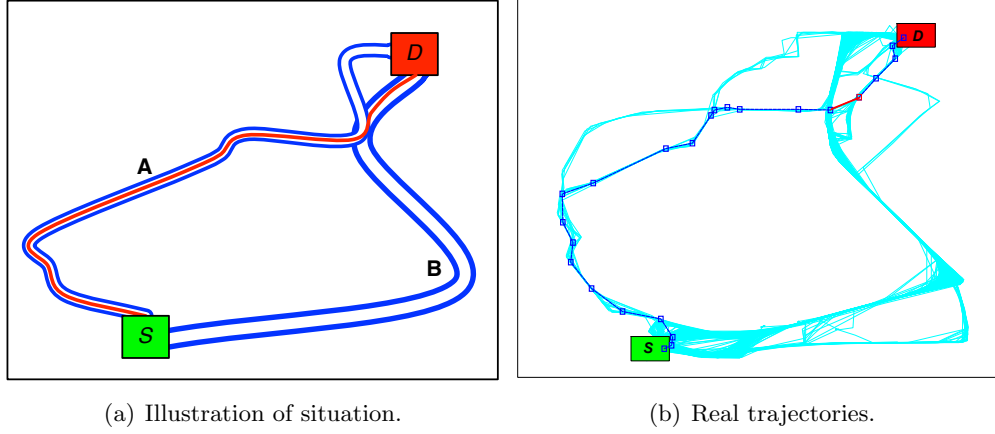 D
A
B
S
D
S
(a) Illustration of situation.
(b) Real trajectories.